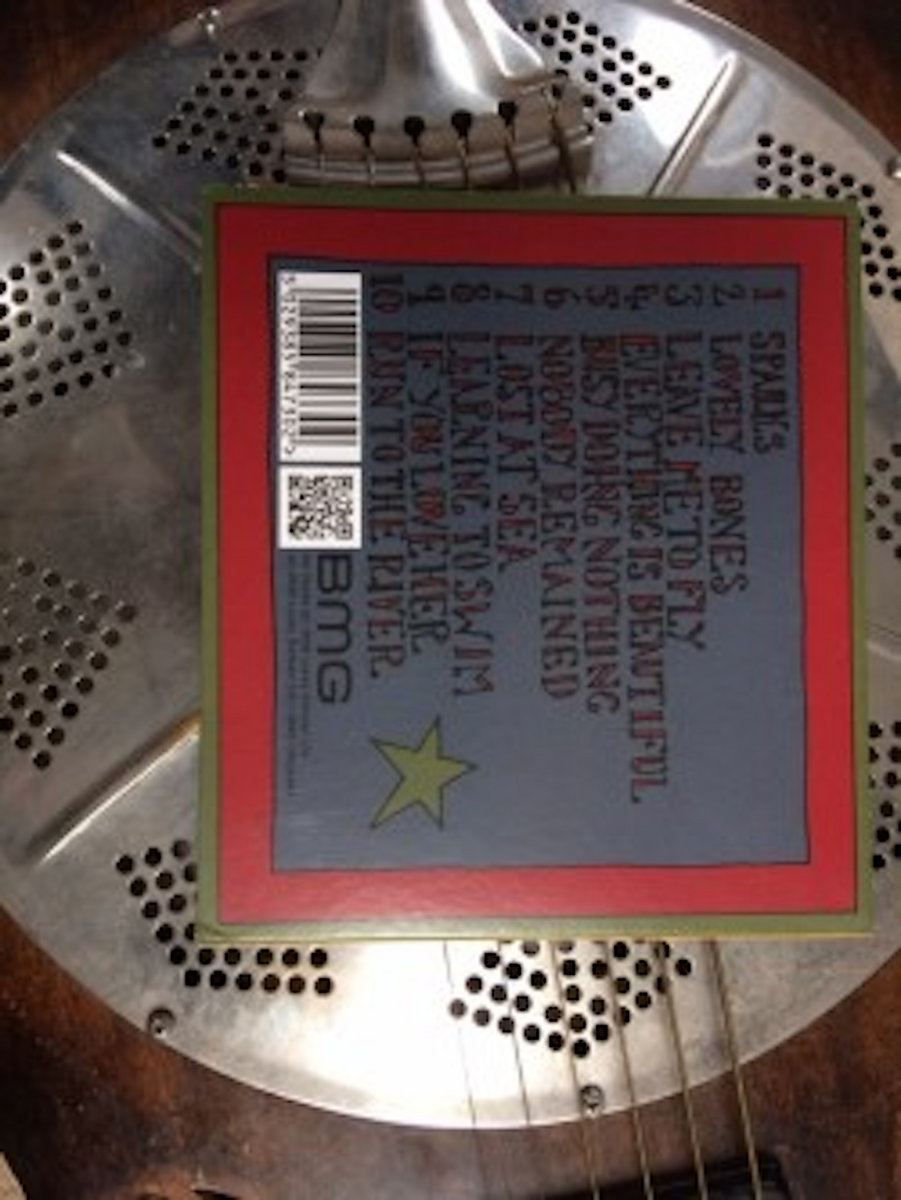 1 SPARKS
2 LOVELY BONES
3 LEAVE ME TO FLY
4 EVERYTHING IS BEAUTIFUL
5 BUSY DOING NOTHING
6 NOBODY REMAINED
7 LOST AT SEA
8 LEARNING TO SWIM
9 IF YOU LOVE HER
10 RUN TO THE RIVER
BMG